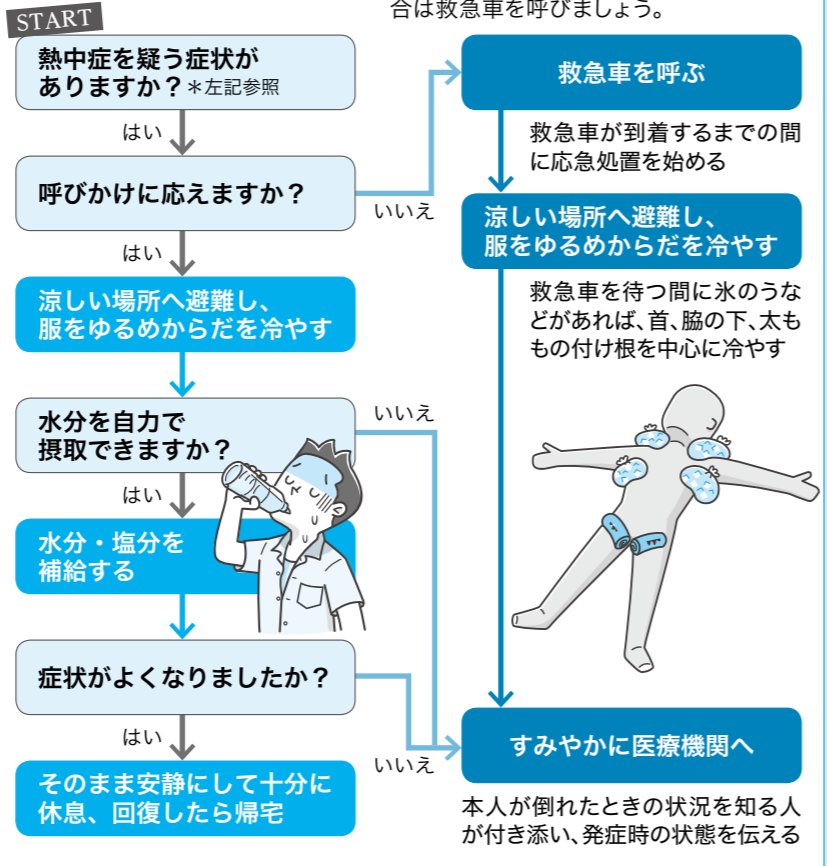 合は救急車を呼びましょう。
START
熱中症を疑う症状が
ありますか？＊左記参照
はい
呼びかけに応えますか？
いいえ
はい
涼しい場所へ避難し、
服をゆるめからだを冷やす
水分を自力で
摂取できますか？
いいえ
はい
水分・塩分を
補給する
症状がよくなりましたか？
いいえ
はい
そのまま安静にして十分に
休息、回復したら帰宅
救急車を呼ぶ
救急車が到着するまでの間
に応急処置を始める
涼しい場所へ避難し、
服をゆるめからだを冷やす
救急車を待つ間に氷のうな
どがあれば、首、脇の下、太も
もの付け根を中心に冷やす
すみやかに医療機関へ
本人が倒れたときの状況を知る人
が付き添い、発症時の状態を伝える